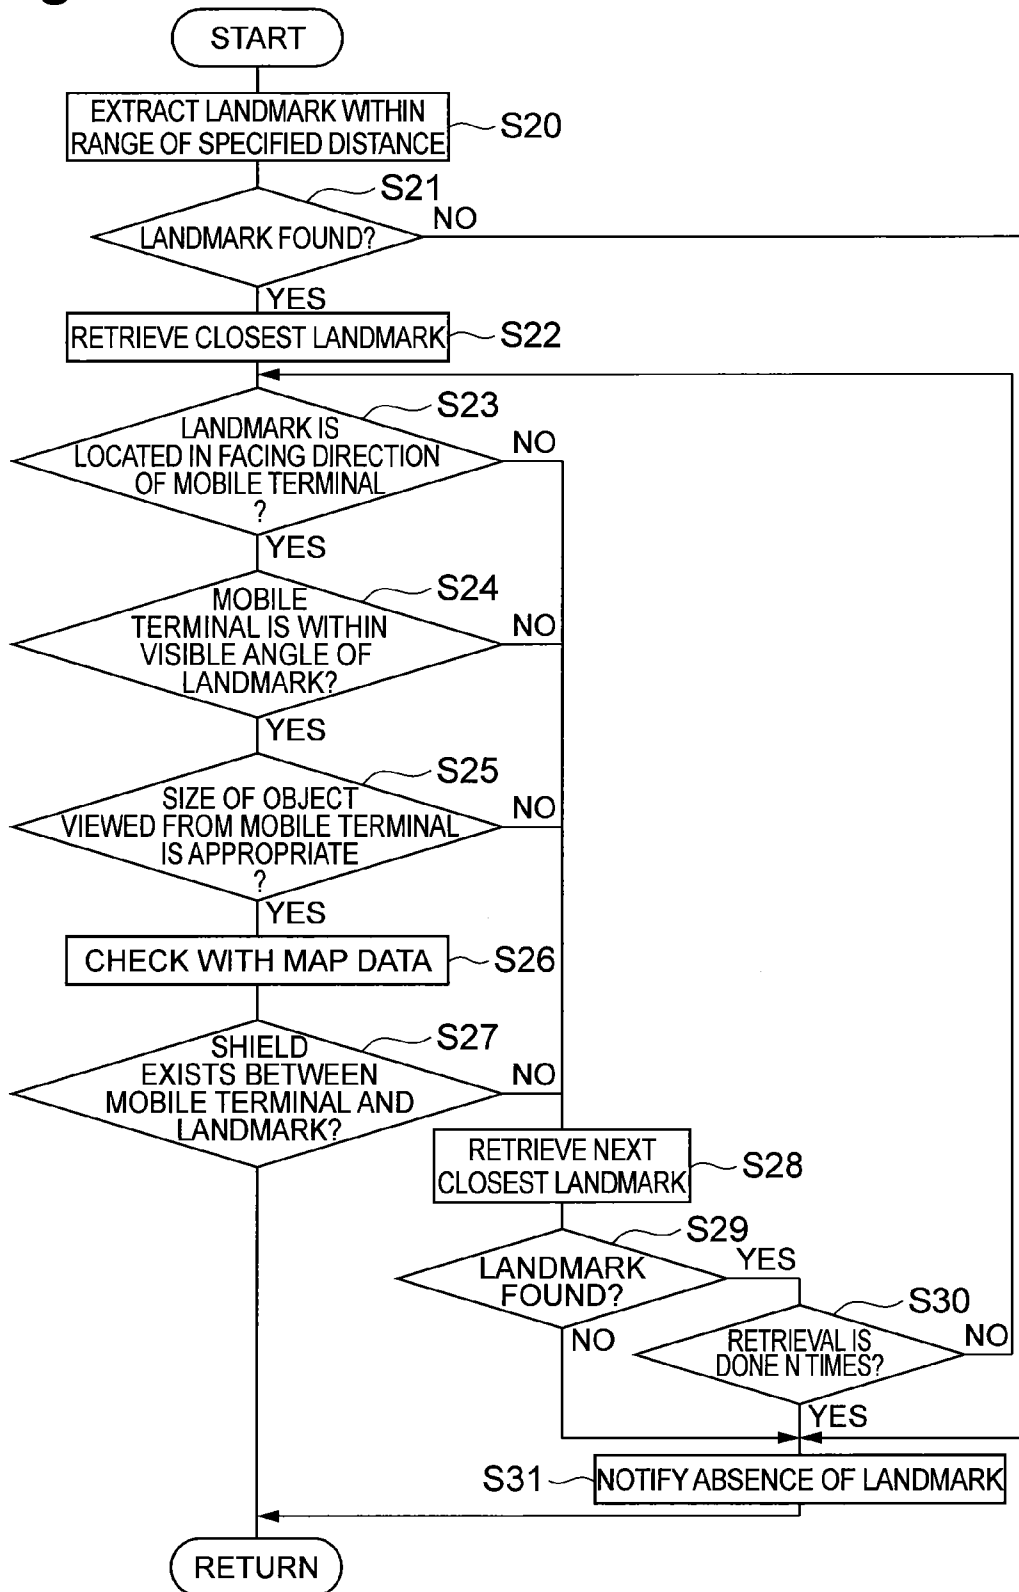 START
EXTRACT LANDMARK WITHIN
RANGE OF SPECIFIED DISTANCE
S20
S21
LANDMARK FOUND?
NO
YES
RETRIEVE CLOSEST LANDMARK
S22
S23
LANDMARK IS
LOCATED IN FACING DIRECTION
OF MOBILE TERMINAL
?
NO
YES
S24
MOBILE
TERMINAL IS WITHIN
VISIBLE ANGLE OF
LANDMARK?
NO
YES
S25
SIZE OF OBJECT
VIEWED FROM MOBILE TERMINAL
IS APPROPRIATE
?
NO
YES
CHECK WITH MAP DATA
S26
S27
SHIELD
EXISTS BETWEEN
MOBILE TERMINAL AND
LANDMARK?
NO
RETRIEVE NEXT
CLOSEST LANDMARK
S28
S29
LANDMARK
FOUND?
YES
NO
S30
RETRIEVAL IS
DONE N TIMES?
NO
YES
S31
NOTIFY ABSENCE OF LANDMARK
RETURN